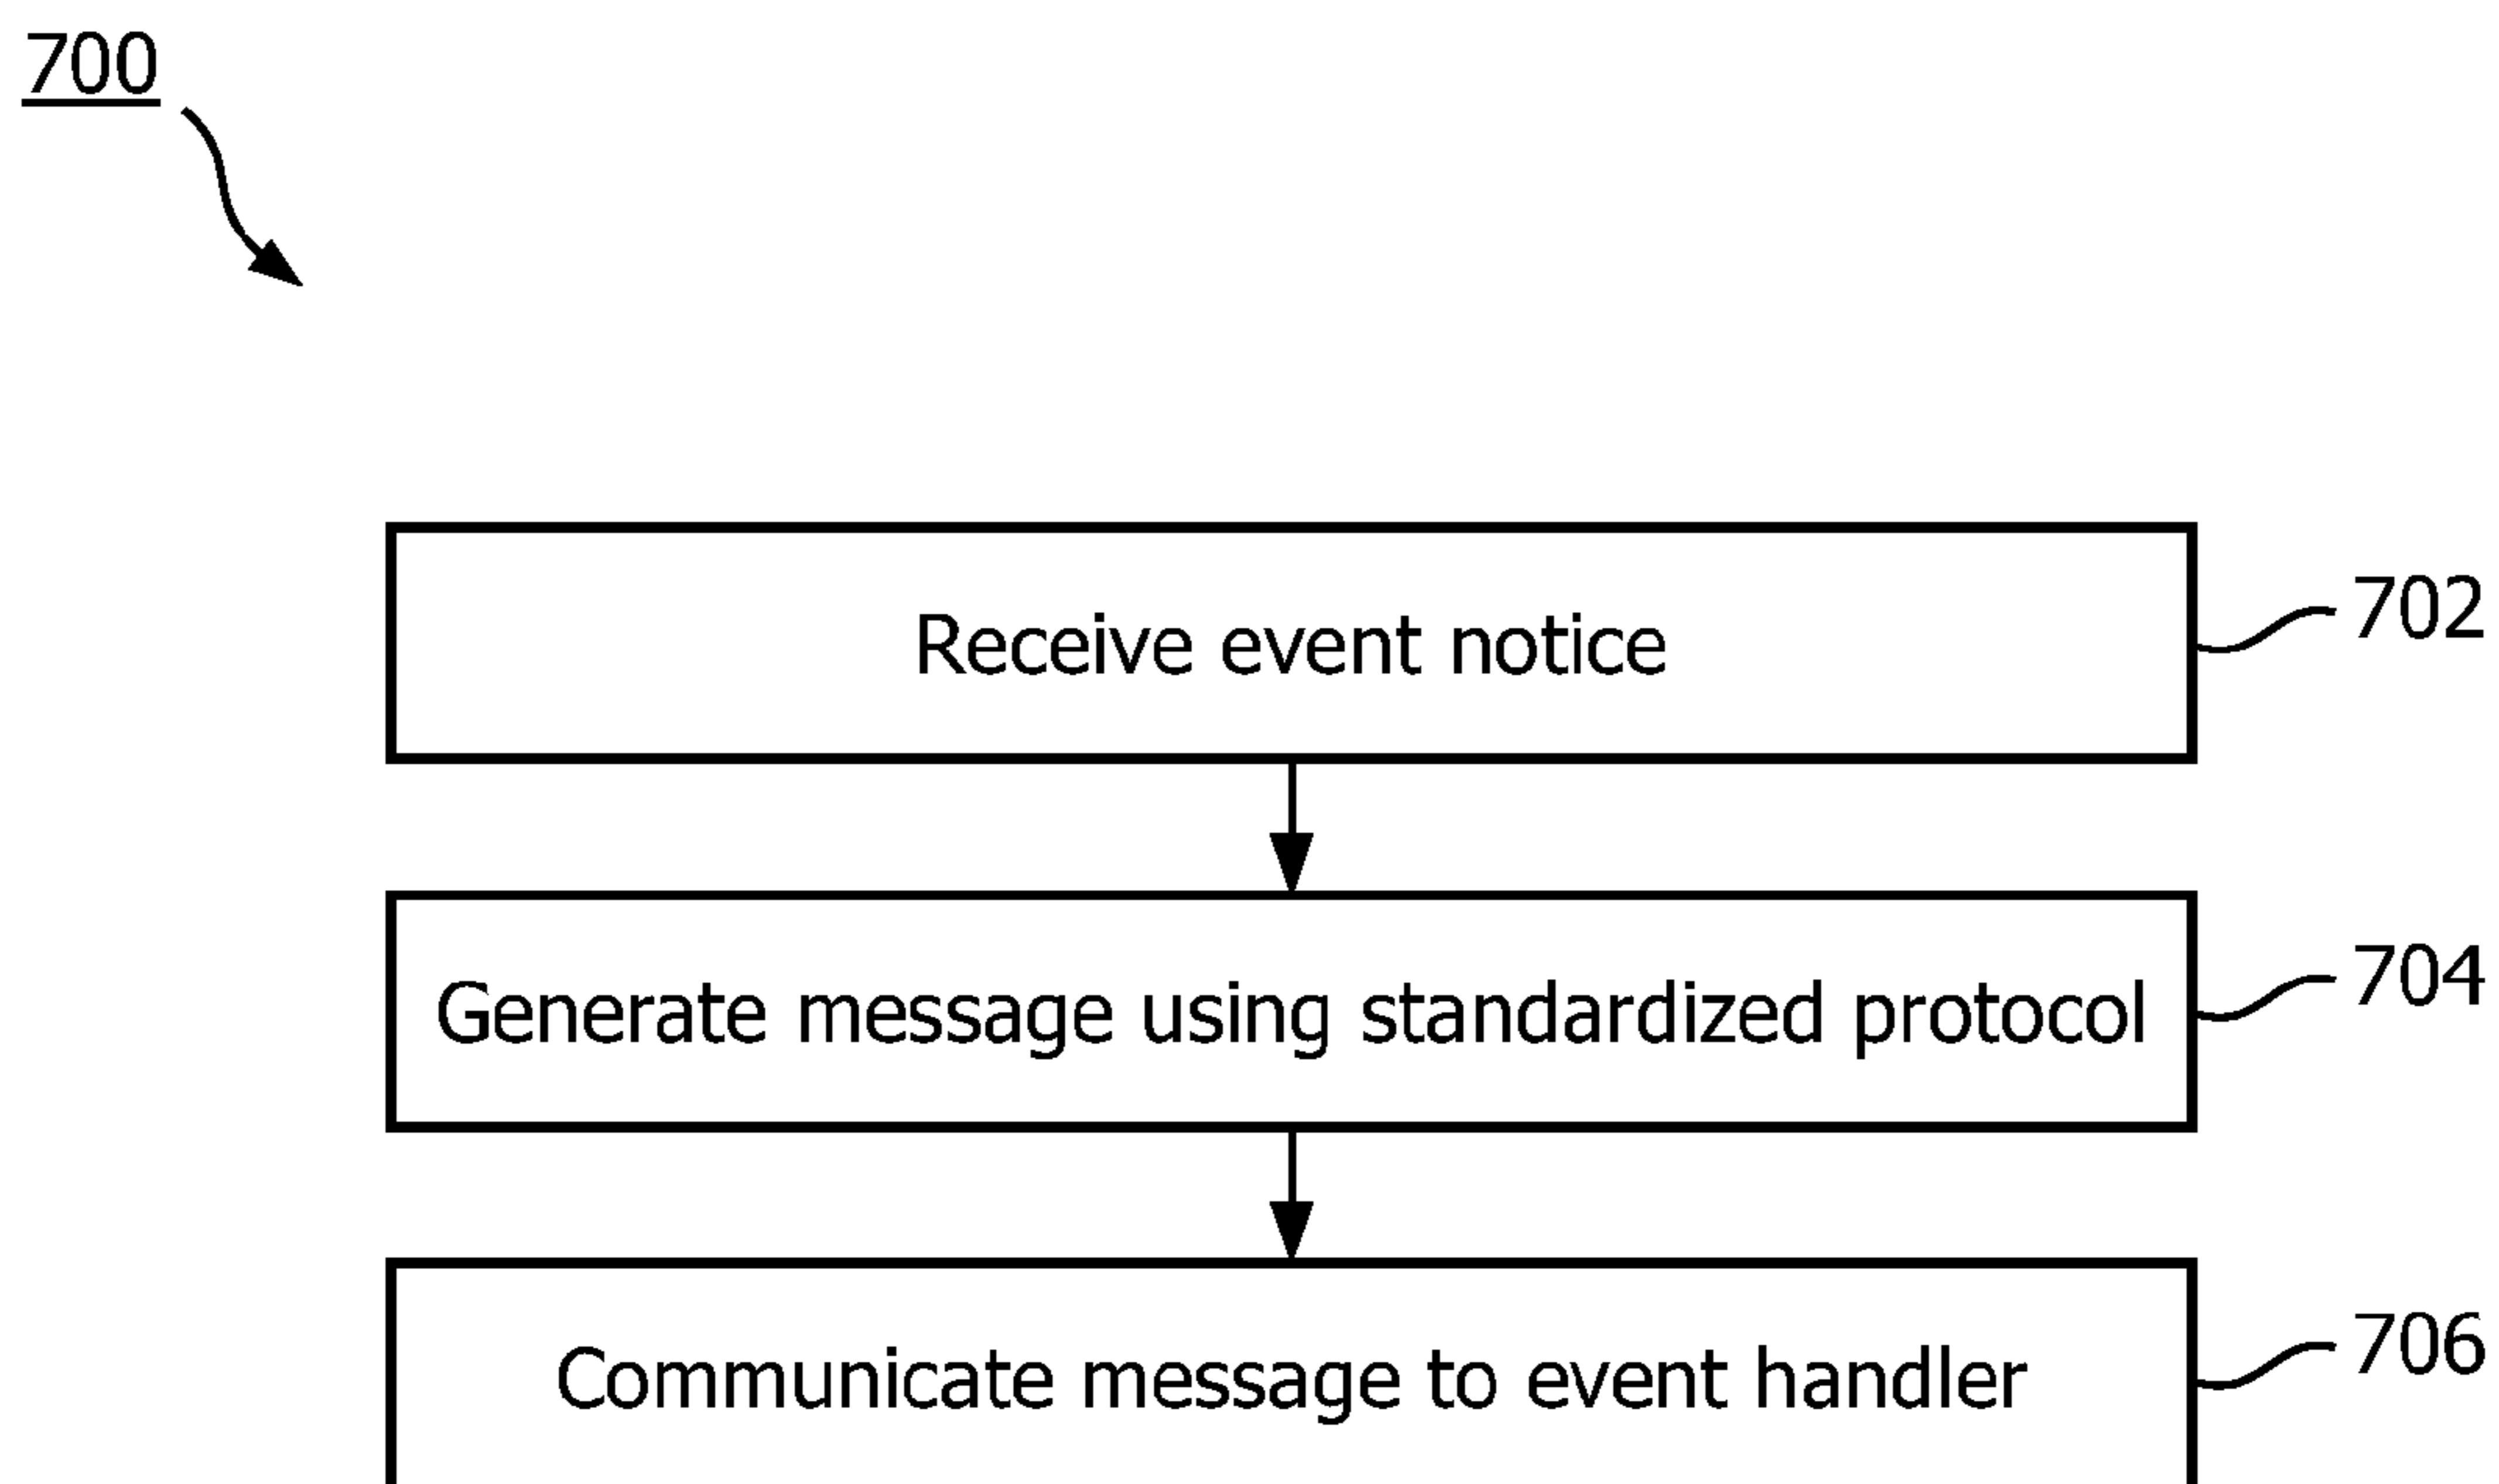 700
Receive event notice
702
Generate message using standardized protocol
704
Communicate message to event handler
706